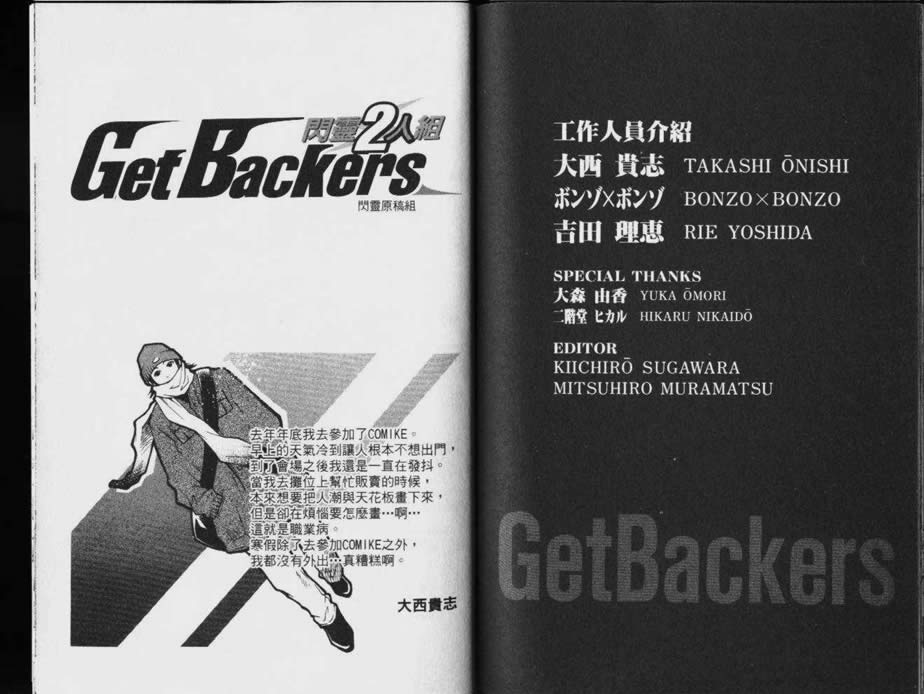 閃靈2人組
GetBackers
閃靈原稿組
去年年底我去參加了COMIKE。
早上的天氣冷到讓人根本不想出門，
到了會場之後我還是一直在發抖。
當我去攤位上幫忙販賣的時候，
本來想要把人潮與天花板畫下來，
但是卻在煩惱要怎麼畫…啊…
這就是職業病。
寒假除了去參加COMIKE之外，
我都沒有外出…真糟糕啊。
大西貴志
工作人員介紹
大西 貴志 TAKASHI ŌNISHI
ボンゾ×ボンゾ BONZO×BONZO
吉田 理恵 RIE YOSHIDA
SPECIAL THANKS
大森 由香 YUKA ŌMORI
二階堂 ヒカル HIKARU NIKAIDŌ
EDITOR
KIICHIRŌ SUGAWARA
MITSUHIRO MURAMATSU
GetBackers